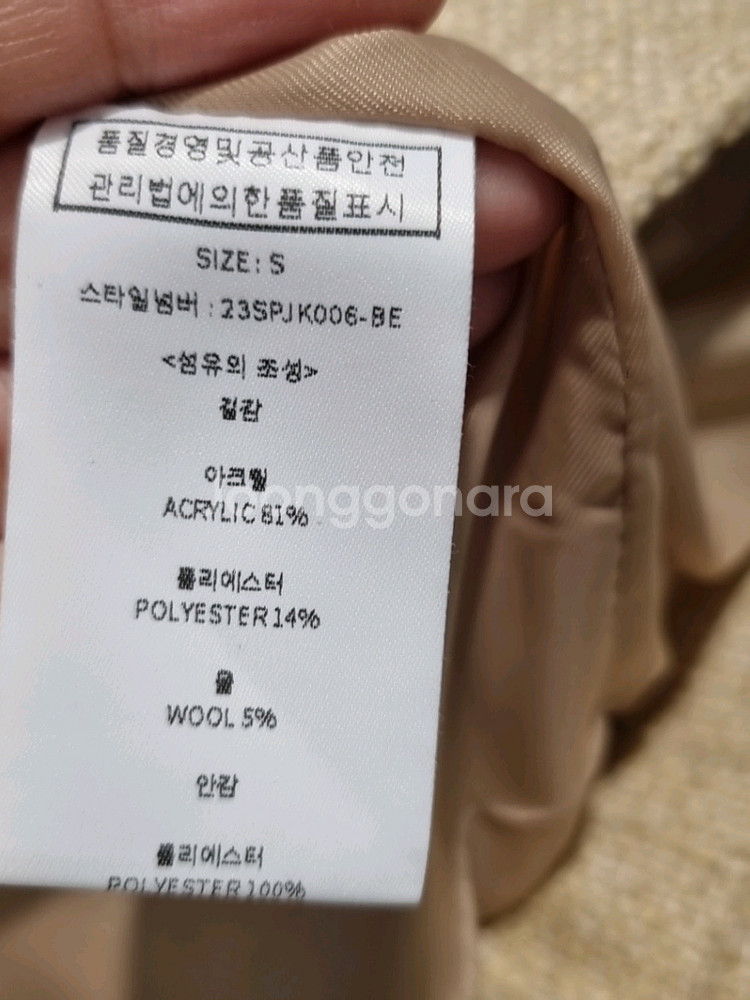 품질경영및공산품안전
관리법에의한품질표시
SIZE: S
스타일넘버 : 23SPJK006-BE
<섬유의 조성>
겉감
아크릴
ACRYLIC 81%
joonggonara
폴리에스터
POLYESTER 14%
울
WOOL 5%
안감
폴리에스터
POLYESTER 100%